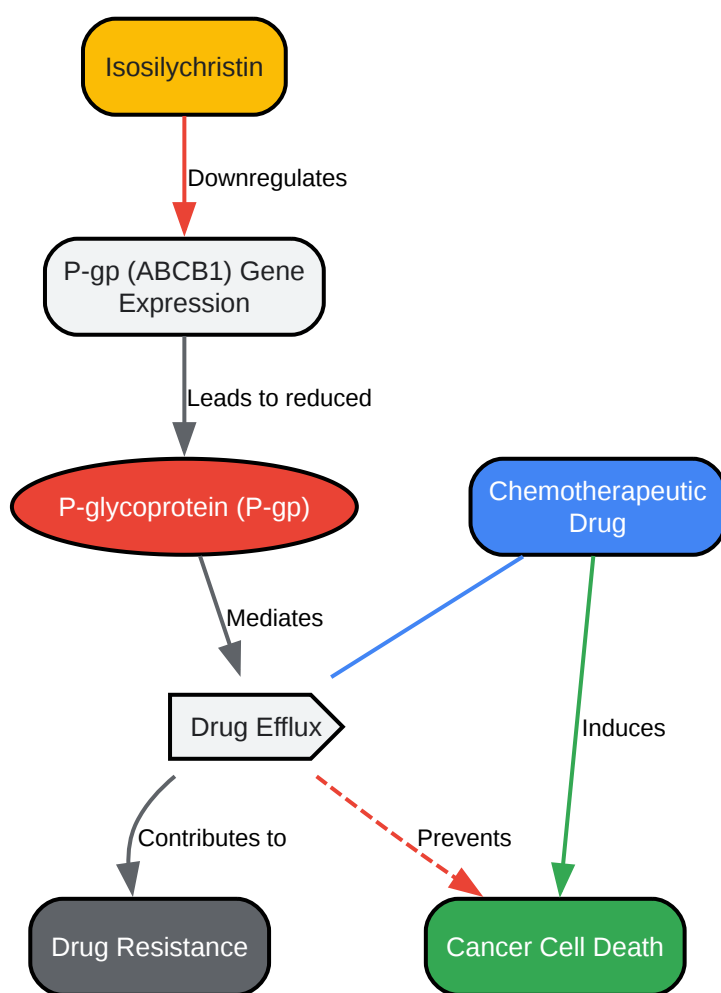 Isosilychristin
Downregulates
P-gp (ABCB1) Gene
Expression
Leads to reduced
P-glycoprotein (P-gp)
Chemotherapeutic
Drug
Mediates
Drug Efflux
Induces
Contributes to
Prevents
Drug Resistance
Cancer Cell Death